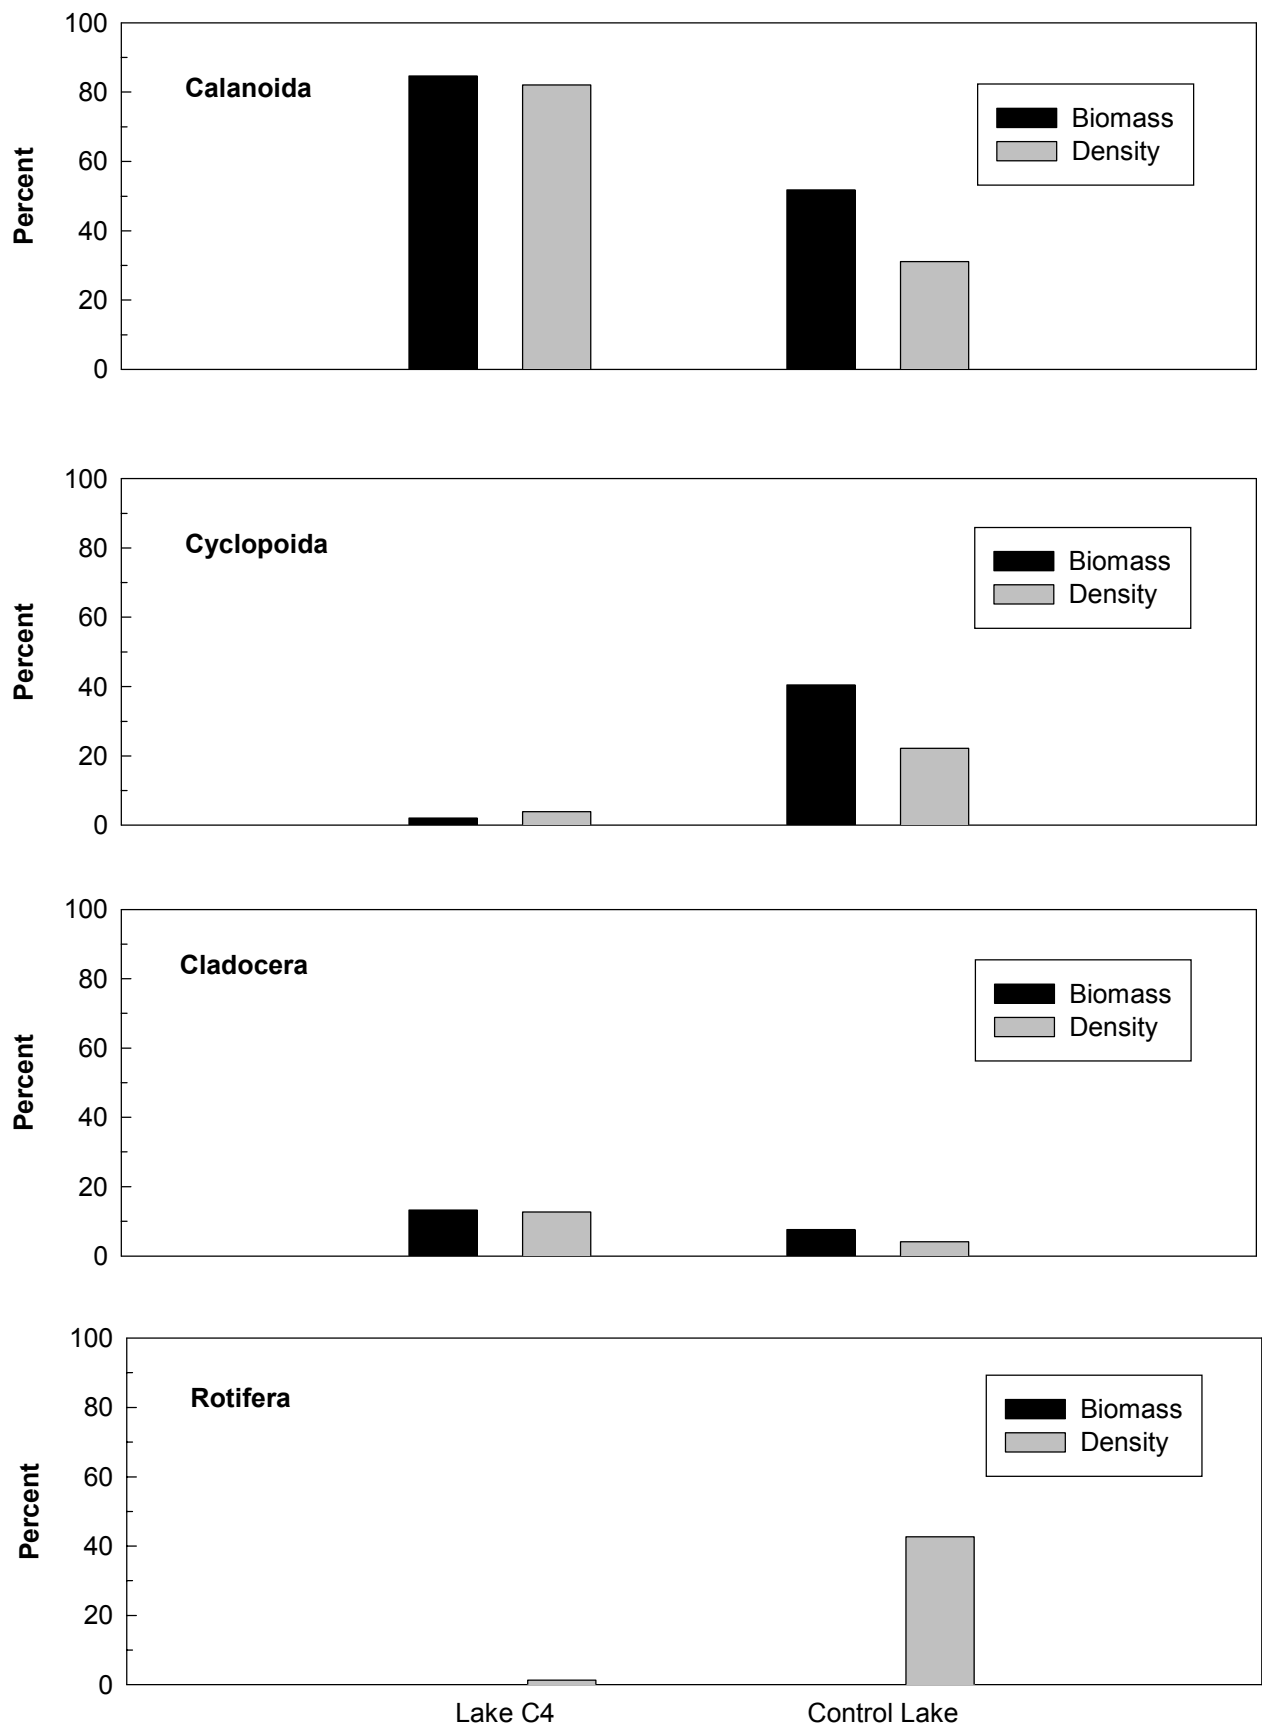 100
80
60
40
20
0
Percent
Calanoida
Biomass
Density
100
80
60
40
20
0
Percent
Cyclopoida
Biomass
Density
100
80
60
40
20
0
Percent
Cladocera
Biomass
Density
100
80
60
40
20
0
Percent
Rotifera
Biomass
Density
Lake C4
Control Lake